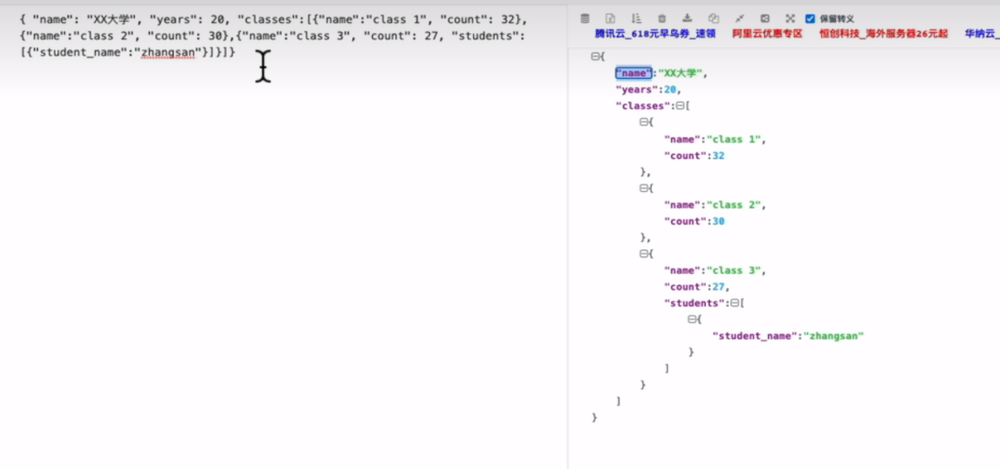 { "name": "XX大学", "years": 20, "classes":[{"name":"class 1", "count": 32},
{"name":"class 2", "count": 30},{"name":"class 3", "count": 27, "students":
[{"student_name":"zhangsan"}]}]}
保留转义
腾讯云_618元早鸟券_速领 阿里云优惠专区 恒创科技_海外服务器26元起 华纳云_
{
"name":"XX大学",
"years":20,
"classes":[
{
"name":"class 1",
"count":32
},
{
"name":"class 2",
"count":30
},
{
"name":"class 3",
"count":27,
"students":[
{
"student_name":"zhangsan"
}
]
}
]
}